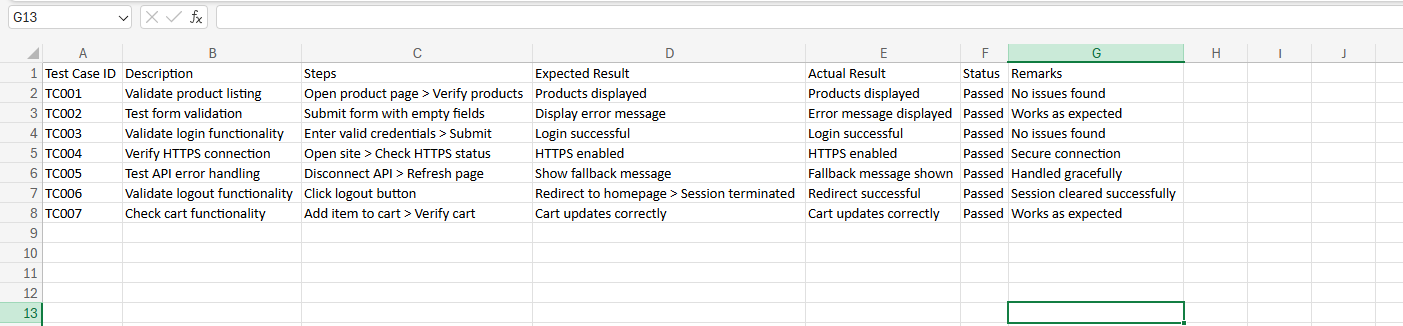 G13 fx
A B C D E F G H I J
1 Test Case ID Description Steps Expected Result Actual Result Status Remarks
2 TC001 Validate product listing Open product page > Verify products Products displayed Products displayed Passed No issues found
3 TC002 Test form validation Submit form with empty fields Display error message Error message displayed Passed Works as expected
4 TC003 Validate login functionality Enter valid credentials > Submit Login successful Login successful Passed No issues found
5 TC004 Verify HTTPS connection Open site > Check HTTPS status HTTPS enabled HTTPS enabled Passed Secure connection
6 TC005 Test API error handling Disconnect API > Refresh page Show fallback message Fallback message shown Passed Handled gracefully
7 TC006 Validate logout functionality Click logout button Redirect to homepage > Session terminated Redirect successful Passed Session cleared successfully
8 TC007 Check cart functionality Add item to cart > Verify cart Cart updates correctly Cart updates correctly Passed Works as expected
9
10
11
12
13